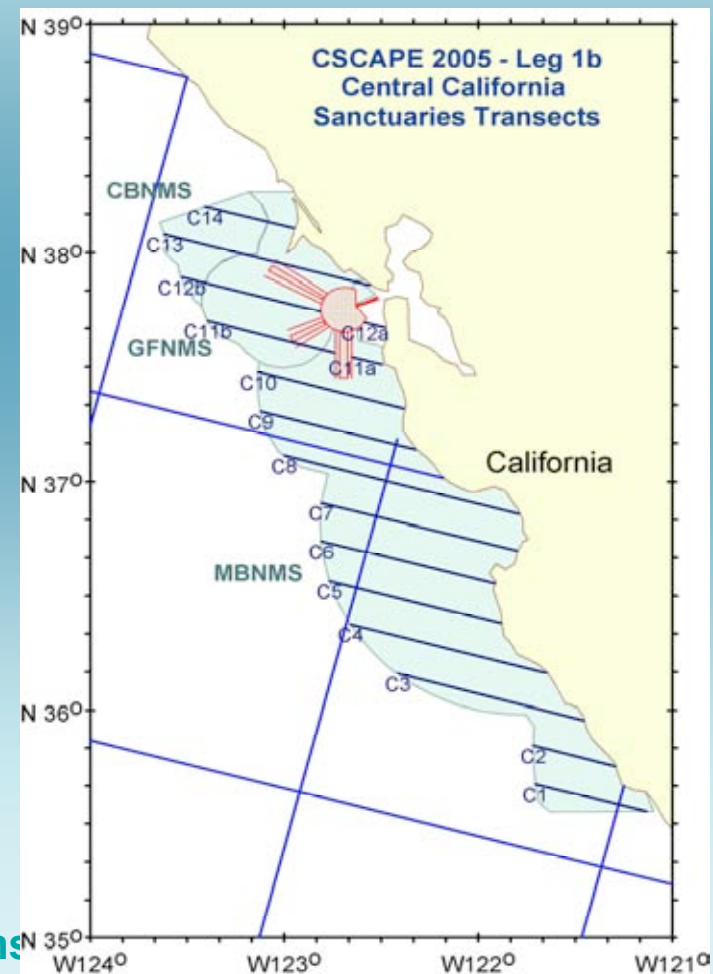 N 39°
CSCAPE 2005 - Leg 1b
Central California
Sanctuaries Transects
CBNMS
C14
N 38°
C13
C12b
C12a
C11b
GFNMS
C11a
C10
C9
California
C8
N 37°
C7
C6
MBNMS
C5
C4
C3
N 36°
C2
C1
N 35°
W124°
W123°
W122°
W121°